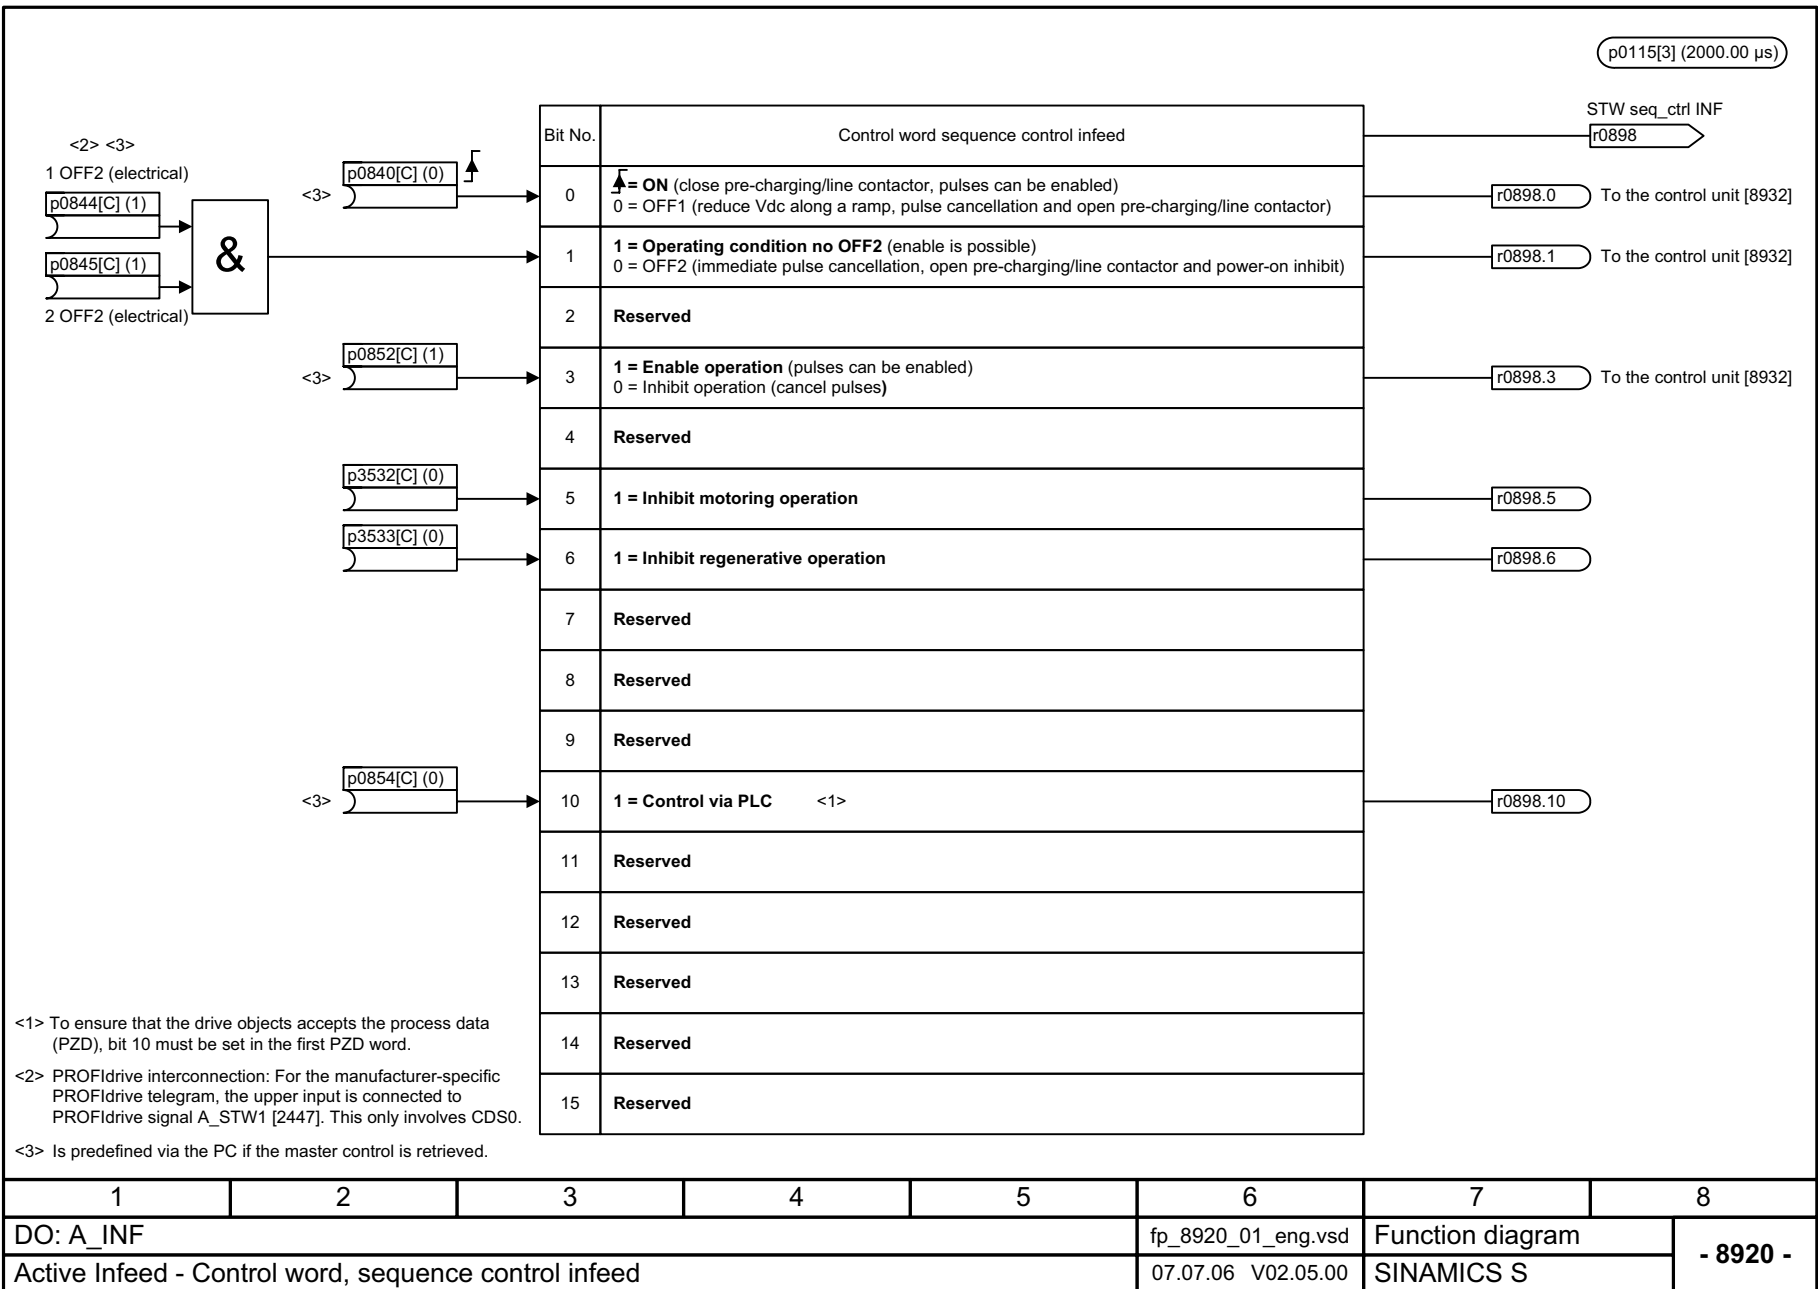 p0115[3] (2000.00 µs)
STW seq_ctrl INF
r0898
Bit No.
Control word sequence control infeed
<2> <3>
1 OFF2 (electrical)
p0844[C] (1)
p0845[C] (1)
2 OFF2 (electrical)
&
<3>
p0840[C] (0)
0
= ON (close pre-charging/line contactor, pulses can be enabled)
0 = OFF1 (reduce Vdc along a ramp, pulse cancellation and open pre-charging/line contactor)
r0898.0
To the control unit [8932]
1
1 = Operating condition no OFF2 (enable is possible)
0 = OFF2 (immediate pulse cancellation, open pre-charging/line contactor and power-on inhibit)
r0898.1
To the control unit [8932]
2
Reserved
<3>
p0852[C] (1)
3
1 = Enable operation (pulses can be enabled)
0 = Inhibit operation (cancel pulses)
r0898.3
To the control unit [8932]
4
Reserved
p3532[C] (0)
5
1 = Inhibit motoring operation
r0898.5
p3533[C] (0)
6
1 = Inhibit regenerative operation
r0898.6
7
Reserved
8
Reserved
9
Reserved
<3>
p0854[C] (0)
10
1 = Control via PLC <1>
r0898.10
11
Reserved
12
Reserved
13
Reserved
14
Reserved
15
Reserved
<1> To ensure that the drive objects accepts the process data
(PZD), bit 10 must be set in the first PZD word.
<2> PROFIdrive interconnection: For the manufacturer-specific
PROFIdrive telegram, the upper input is connected to
PROFIdrive signal A_STW1 [2447]. This only involves CDS0.
<3> Is predefined via the PC if the master control is retrieved.
1 2 3 4 5 6 7 8
DO: A_INF
fp_8920_01_eng.vsd
Function diagram
- 8920 -
Active Infeed - Control word, sequence control infeed
07.07.06 V02.05.00
SINAMICS S